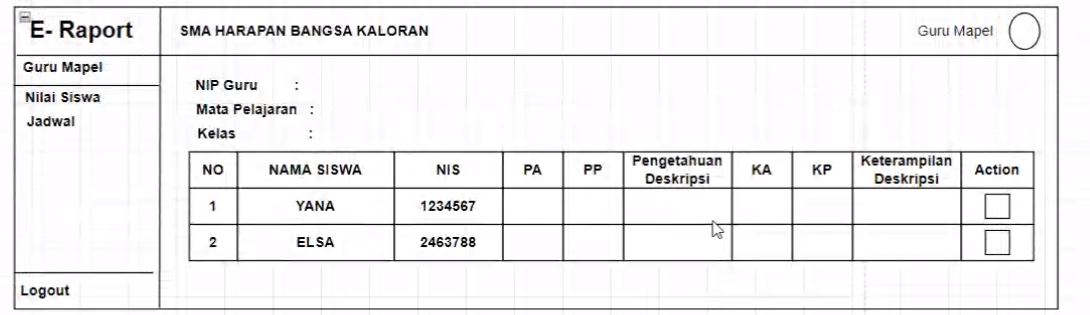 E- Raport
SMA HARAPAN BANGSA KALORAN
Guru Mapel
Guru Mapel
Nilai Siswa
Jadwal
Logout
NIP Guru :
Mata Pelajaran :
Kelas :
NO NAMA SISWA NIS PA PP Pengetahuan Deskripsi KA KP Keterampilan Deskripsi Action
1 YANA 1234567
2 ELSA 2463788